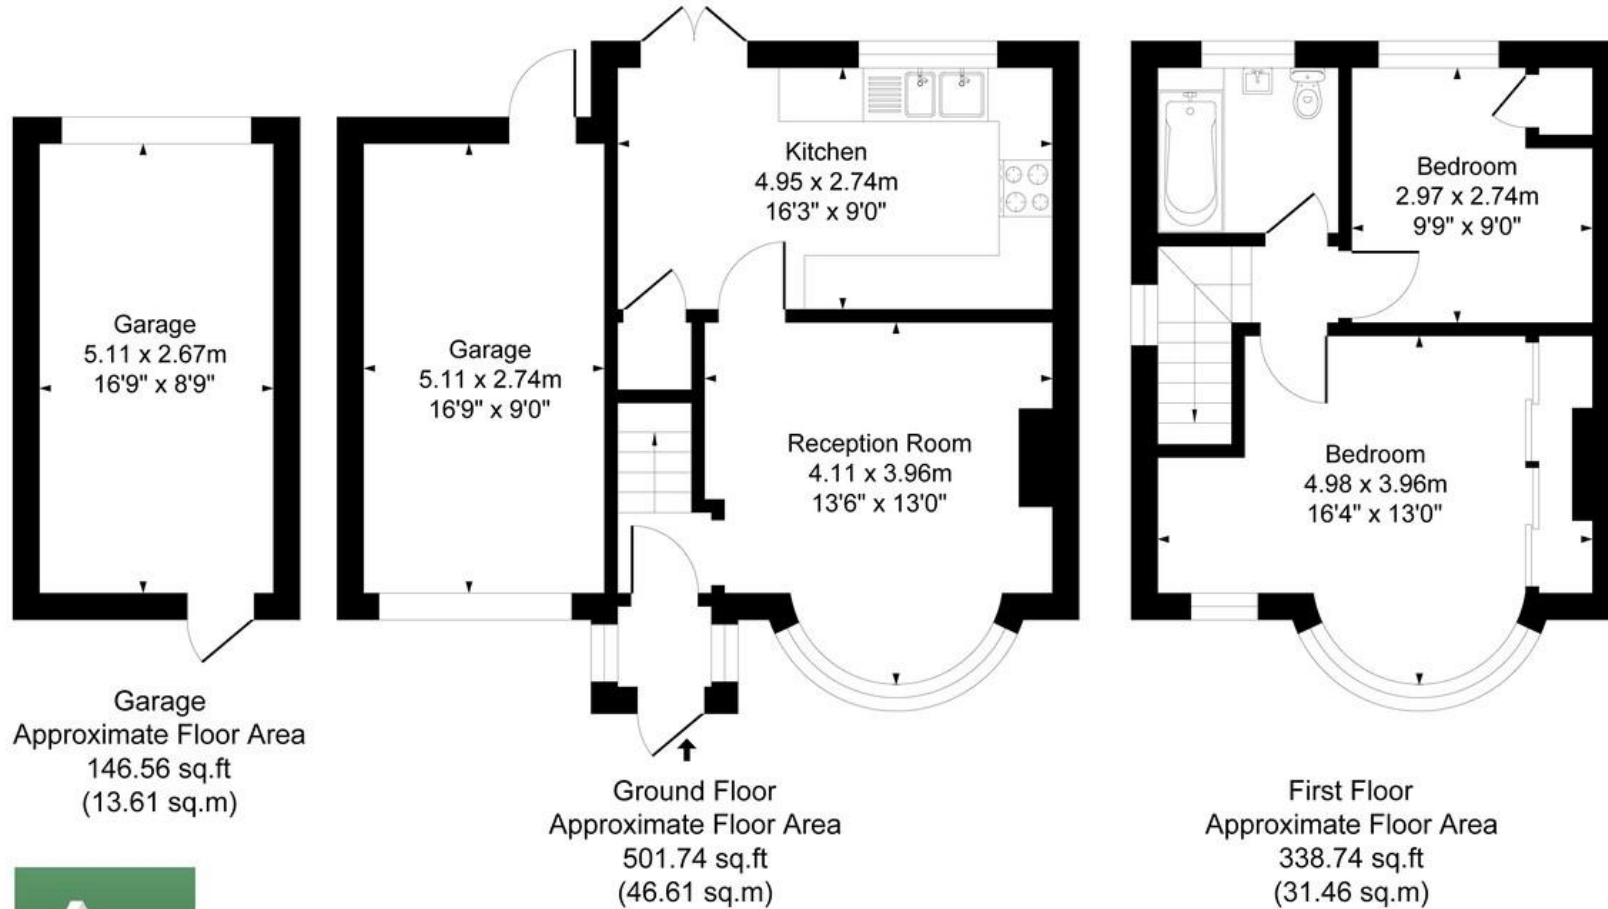 Garage
5.11 x 2.67m
16'9" x 8'9"
Garage
Approximate Floor Area
146.56 sq.ft
(13.61 sq.m)
Garage
5.11 x 2.74m
16'9" x 9'0"
Kitchen
4.95 x 2.74m
16'3" x 9'0"
Reception Room
4.11 x 3.96m
13'6" x 13'0"
Ground Floor
Approximate Floor Area
501.74 sq.ft
(46.61 sq.m)
Bedroom
2.97 x 2.74m
9'9" x 9'0"
Bedroom
4.98 x 3.96m
16'4" x 13'0"
First Floor
Approximate Floor Area
338.74 sq.ft
(31.46 sq.m)